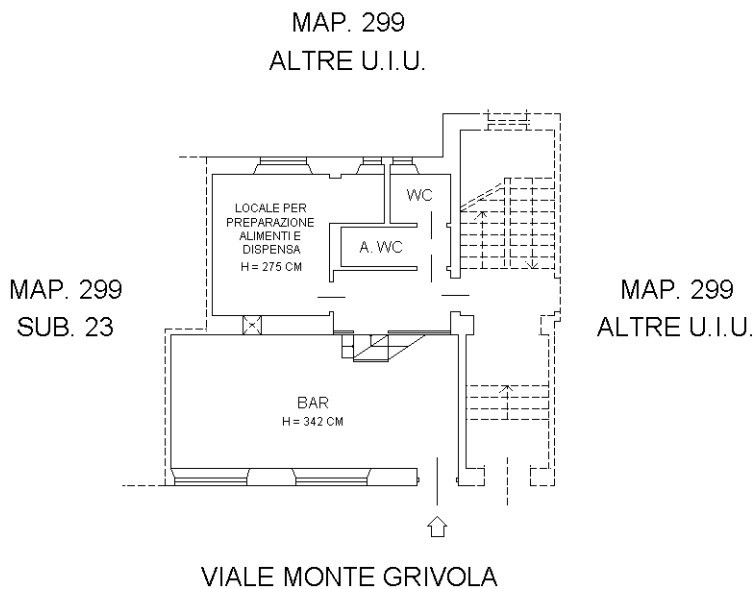 MAP. 299
ALTRE U.I.U.
WC
LOCALE PER
PREPARAZIONE
ALIMENTI E
DISPENSA
H = 275 CM
A. WC
MAP. 299
SUB. 23
MAP. 299
ALTRE U.I.U.
BAR
H = 342 CM
VIALE MONTE GRIVOLA